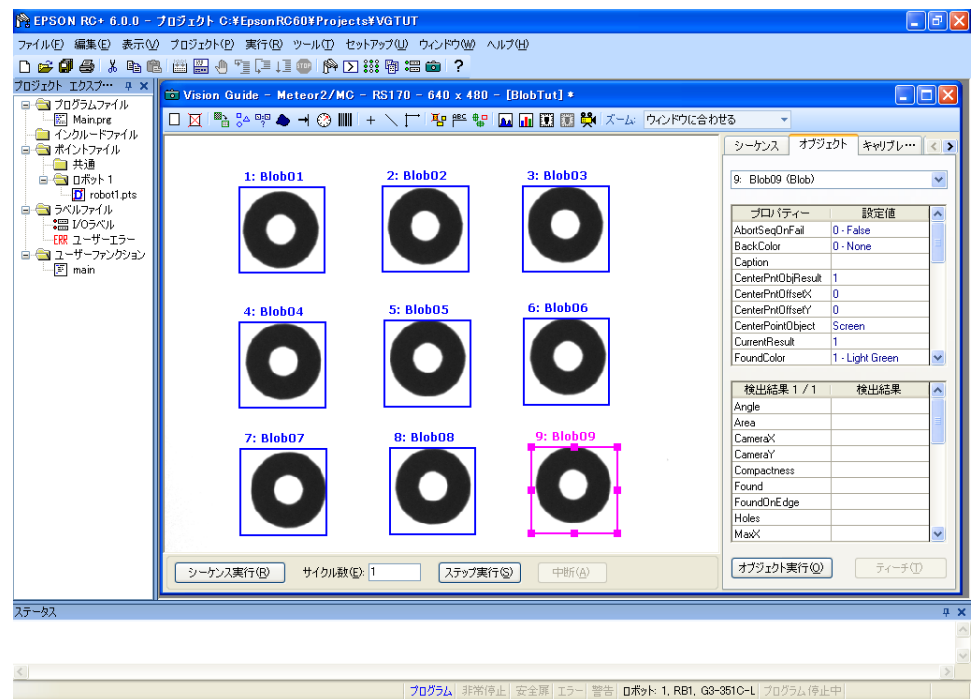 EPSON RC+ 6.0.0 - プロジェクト C:¥EpsonRC60¥Projects¥VGTUT
ファイル(F) 編集(E) 表示(V) プロジェクト(P) 実行(R) ツール(T) セットアップ(U) ウィンドウ(W) ヘルプ(H)
プロジェクト エクスプ…
プログラムファイル
Main.prg
インクルードファイル
ポイントファイル
共通
ロボット 1
robot1.pts
ラベルファイル
I/Oラベル
ERR ユーザーエラー
ユーザーファンクション
main
Vision Guide - Meteor2/MC - RS170 - 640 x 480 - [BlobTut] *
ズーム: ウィンドウに合わせる
1: Blob01
2: Blob02
3: Blob03
4: Blob04
5: Blob05
6: Blob06
7: Blob07
8: Blob08
9: Blob09
シーケンス オブジェクト キャリブレ…
9: Blob09 (Blob)
プロパティー 設定値
AbortSeqOnFail 0 - False
BackColor 0 - None
Caption
CenterPntObjResult 1
CenterPntOffsetX 0
CenterPntOffsetY 0
CenterPointObject Screen
CurrentResult 1
FoundColor 1 - Light Green
検出結果 1 / 1 検出結果
Angle
Area
CameraX
CameraY
Compactness
Found
FoundOnEdge
Holes
MaxX
オブジェクト実行(O) ティーチ(T)
シーケンス実行(R) サイクル数(E): 1 ステップ実行(S) 中断(A)
ステータス
プログラム 非常停止 安全扉 エラー 警告 ロボット: 1, RB1, G3-351C-L プログラム停止中